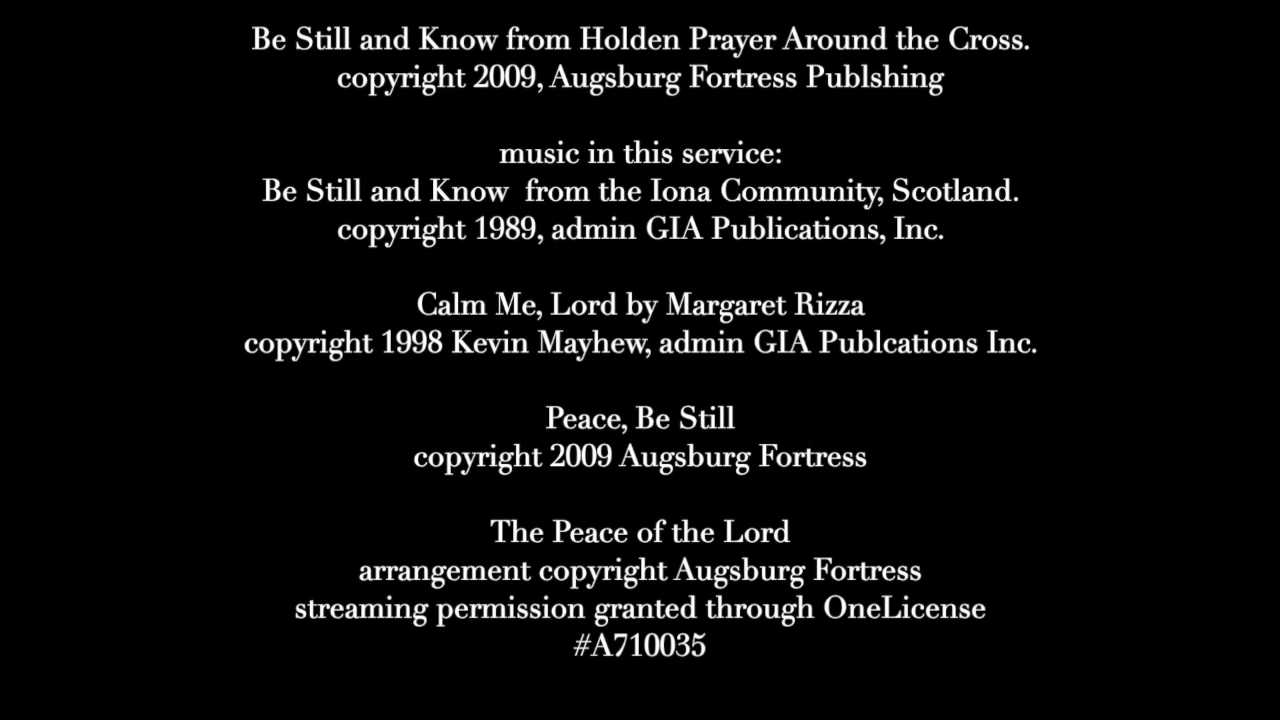 Be Still and Know from Holden Prayer Around the Cross.
copyright 2009, Augsburg Fortress Publshing
music in this service:
Be Still and Know from the Iona Community, Scotland.
copyright 1989, admin GIA Publications, Inc.
Calm Me, Lord by Margaret Rizza
copyright 1998 Kevin Mayhew, admin GIA Publcations Inc.
Peace, Be Still
copyright 2009 Augsburg Fortress
The Peace of the Lord
arrangement copyright Augsburg Fortress
streaming permission granted through OneLicense
#A710035